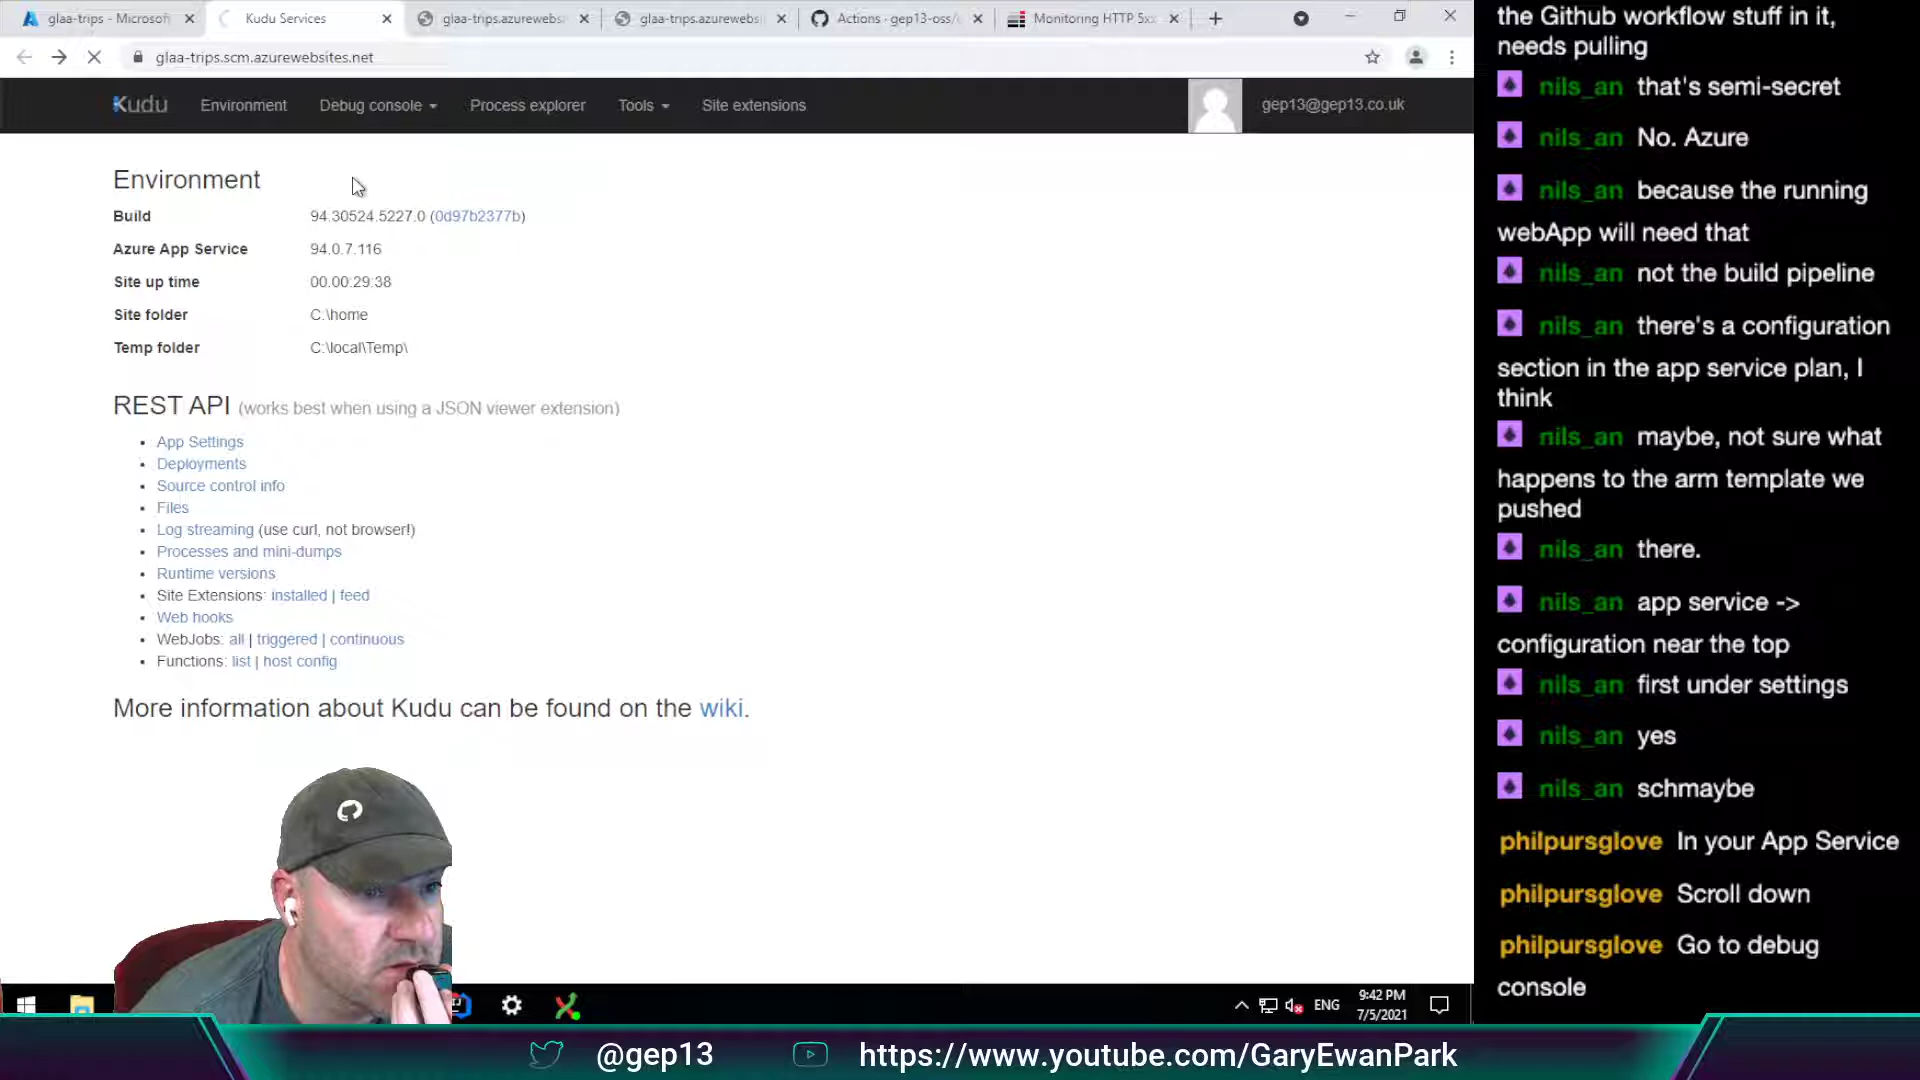 glaa-trips - Microsoft
Kudu Services
glaa-trips.azurewebs
glaa-trips.azurewebs
Actions · gep13-oss/
Monitoring HTTP 5x
glaa-trips.scm.azurewebsites.net
Kudu
Environment
Debug console
Process explorer
Tools
Site extensions
gep13@gep13.co.uk
Environment
Build 94.30524.5227.0 (0d97b2377b)
Azure App Service 94.0.7.116
Site up time 00.00:29:38
Site folder C:\home
Temp folder C:\local\Temp\
REST API (works best when using a JSON viewer extension)
• App Settings
• Deployments
• Source control info
• Files
• Log streaming (use curl, not browser!)
• Processes and mini-dumps
• Runtime versions
• Site Extensions: installed | feed
• Web hooks
• WebJobs: all | triggered | continuous
• Functions: list | host config
More information about Kudu can be found on the wiki.
ENG
9:42 PM
7/5/2021
@gep13
https://www.youtube.com/GaryEwanPark
the Github workflow stuff in it,
needs pulling
nils_an that's semi-secret
nils_an No. Azure
nils_an because the running
webApp will need that
nils_an not the build pipeline
nils_an there's a configuration
section in the app service plan, I
think
nils_an maybe, not sure what
happens to the arm template we
pushed
nils_an there.
nils_an app service ->
configuration near the top
nils_an first under settings
nils_an yes
nils_an schmaybe
philpursglove In your App Service
philpursglove Scroll down
philpursglove Go to debug
console